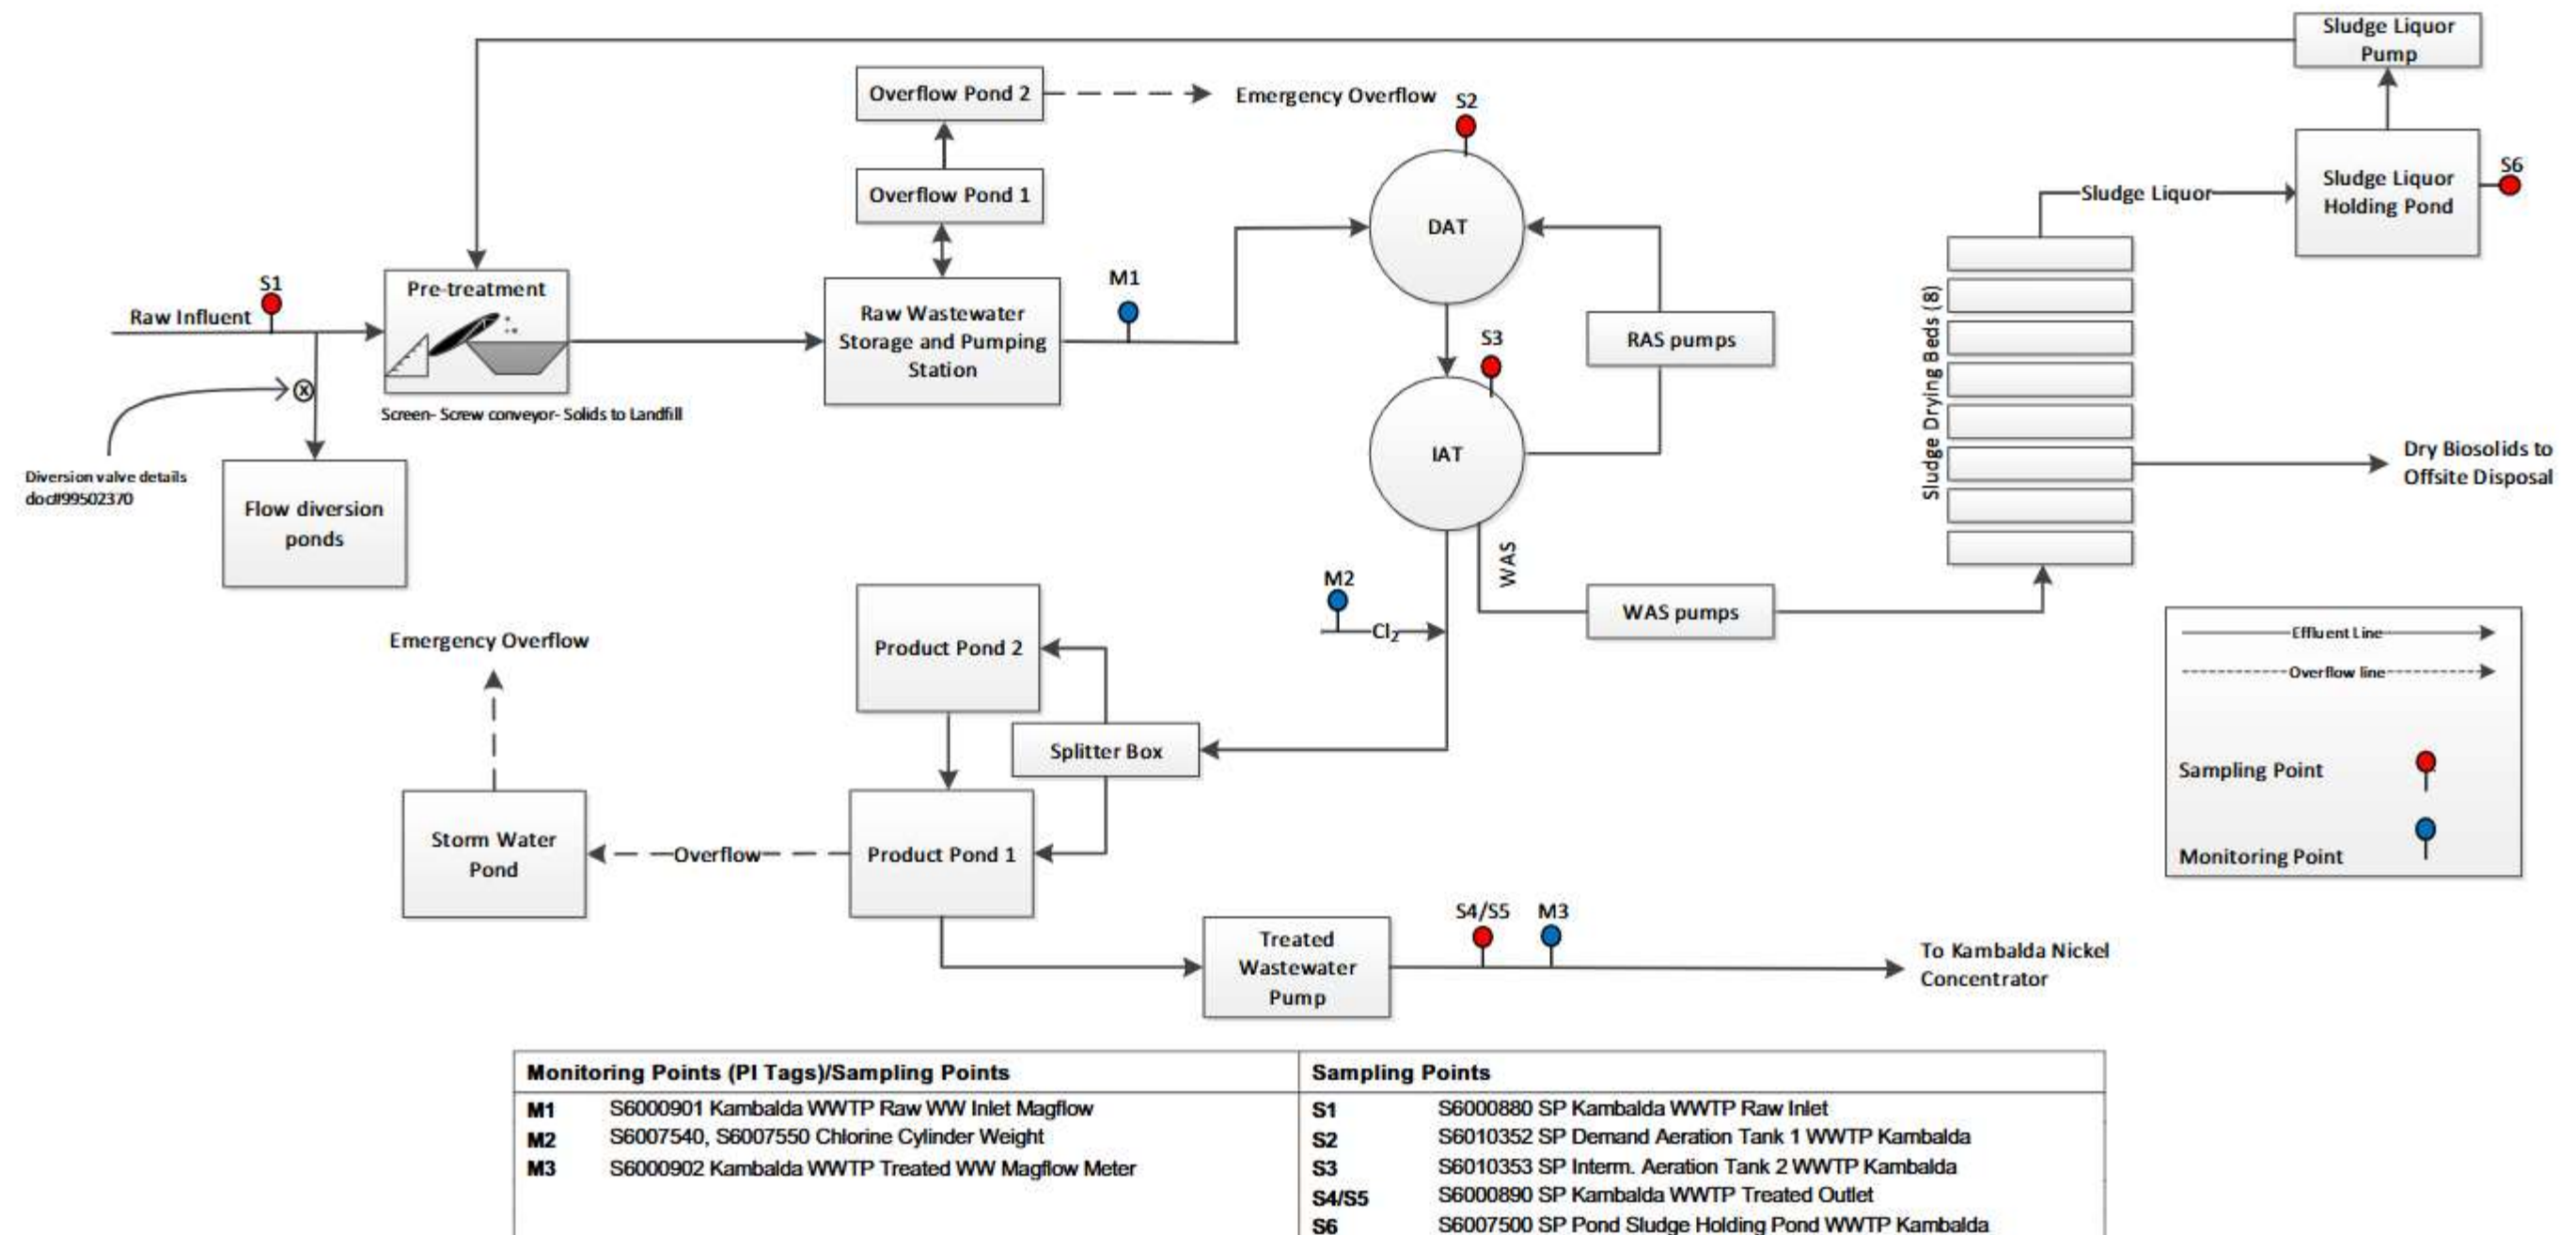 Sludge Liquor
Pump
Overflow Pond 2
Emergency Overflow
S2
Overflow Pond 1
DAT
Sludge Liquor
Sludge Liquor
Holding Pond
S6
S1
Raw Influent
Pre-treatment
Screen- Screw conveyor- Solids to Landfill
Raw Wastewater
Storage and Pumping
Station
M1
S3
RAS pumps
IAT
Sludge Drying Beds (8)
Dry Biosolids to
Offsite Disposal
Diversion valve details
doc#99502370
Flow diversion
ponds
WAS
WAS pumps
M2
Cl₂
Emergency Overflow
Product Pond 2
Splitter Box
Storm Water
Pond
Overflow
Product Pond 1
Effluent Line
Overflow line
Sampling Point
Monitoring Point
Treated
Wastewater
Pump
S4/S5
M3
To Kambalda Nickel
Concentrator
Monitoring Points (PI Tags)/Sampling Points
M1 S6000901 Kambalda WWTP Raw WW Inlet Magflow
M2 S6007540, S6007550 Chlorine Cylinder Weight
M3 S6000902 Kambalda WWTP Treated WW Magflow Meter
Sampling Points
S1 S6000880 SP Kambalda WWTP Raw Inlet
S2 S6010352 SP Demand Aeration Tank 1 WWTP Kambalda
S3 S6010353 SP Interm. Aeration Tank 2 WWTP Kambalda
S4/S5 S6000890 SP Kambalda WWTP Treated Outlet
S6 S6007500 SP Pond Sludge Holding Pond WWTP Kambalda